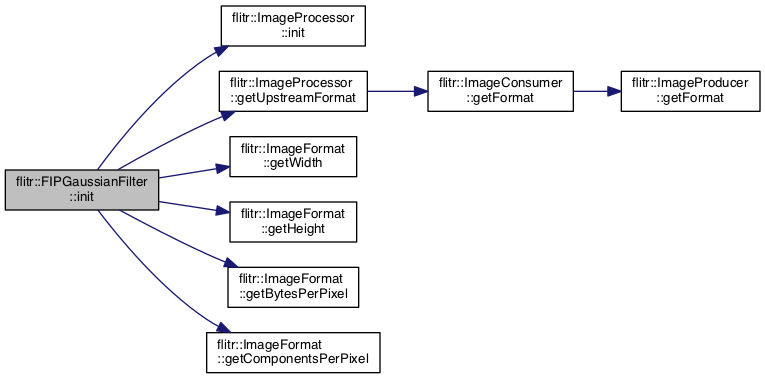 flitr::ImageProcessor
::init
flitr::ImageProcessor
::getUpstreamFormat
flitr::ImageConsumer
::getFormat
flitr::ImageProducer
::getFormat
flitr::ImageFormat
::getWidth
flitr::FIPGaussianFilter
::init
flitr::ImageFormat
::getHeight
flitr::ImageFormat
::getBytesPerPixel
flitr::ImageFormat
::getComponentsPerPixel